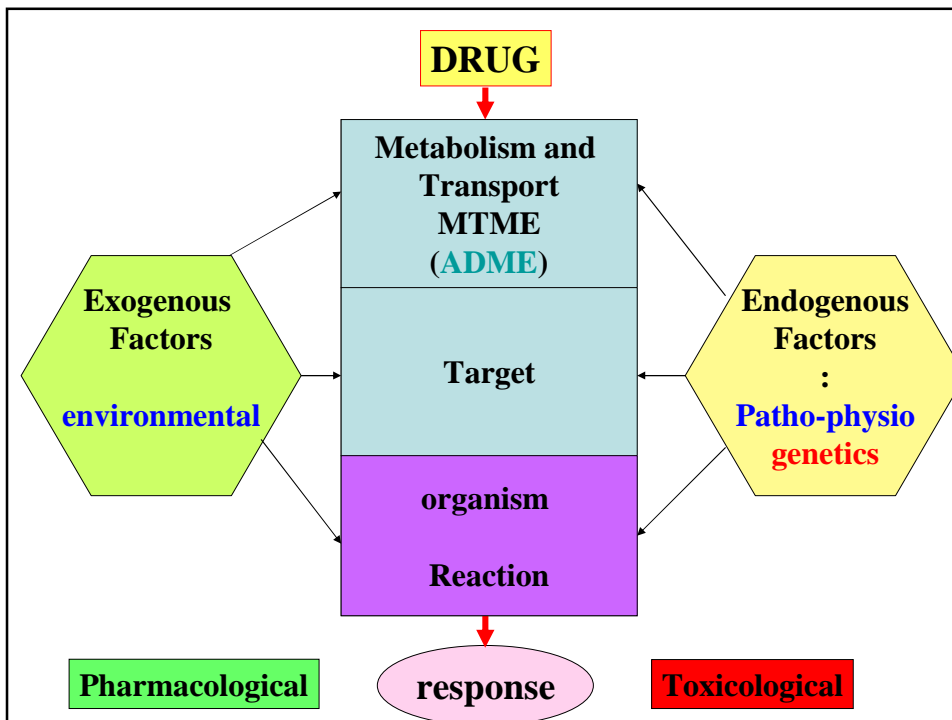 DRUG
Metabolism and
Transport
MTME
(ADME)
Exogenous
Factors
environmental
Target
Endogenous
Factors
:
Patho-physio
genetics
organism
Reaction
Pharmacological
response
Toxicological